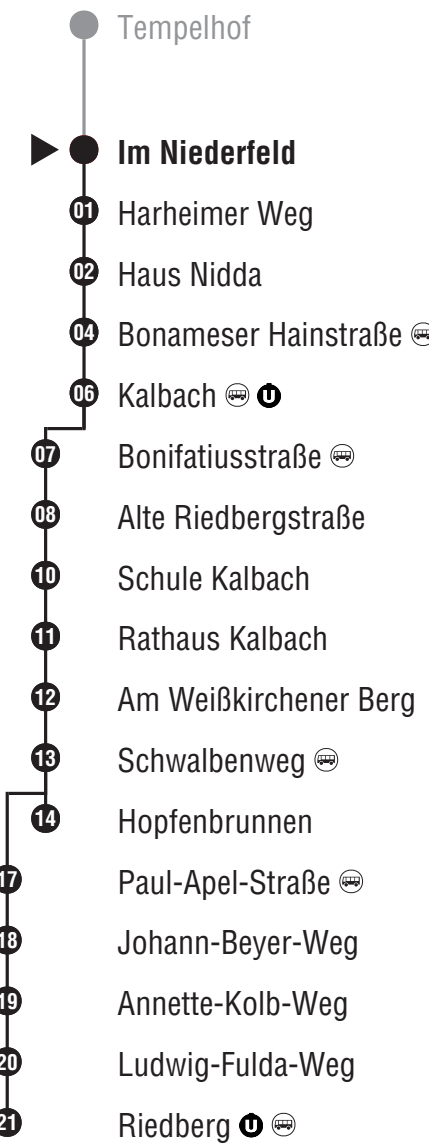 Tempelhof
Im Niederfeld
01 Harheimer Weg
02 Haus Nidda
04 Bonameser Hainstraße
06 Kalbach U
07 Bonifatiusstraße
08 Alte Riedbergstraße
10 Schule Kalbach
11 Rathaus Kalbach
12 Am Weißkirchener Berg
13 Schwalbenweg
14 Hopfenbrunnen
17 Paul-Apel-Straße
18 Johann-Beyer-Weg
19 Annette-Kolb-Weg
20 Ludwig-Fulda-Weg
21 Riedberg U